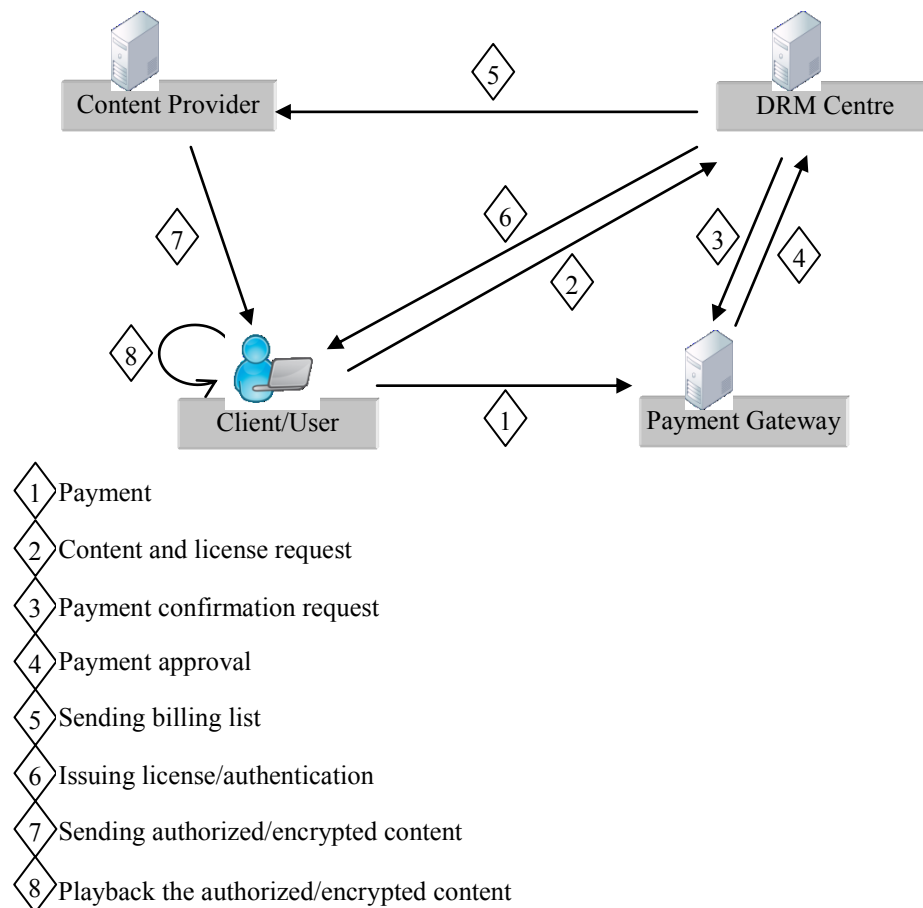 5
Content Provider
DRM Centre
6
7
3
4
2
8
1
Client/User
Payment Gateway
1 Payment
2 Content and license request
3 Payment confirmation request
4 Payment approval
5 Sending billing list
6 Issuing license/authentication
7 Sending authorized/encrypted content
8 Playback the authorized/encrypted content